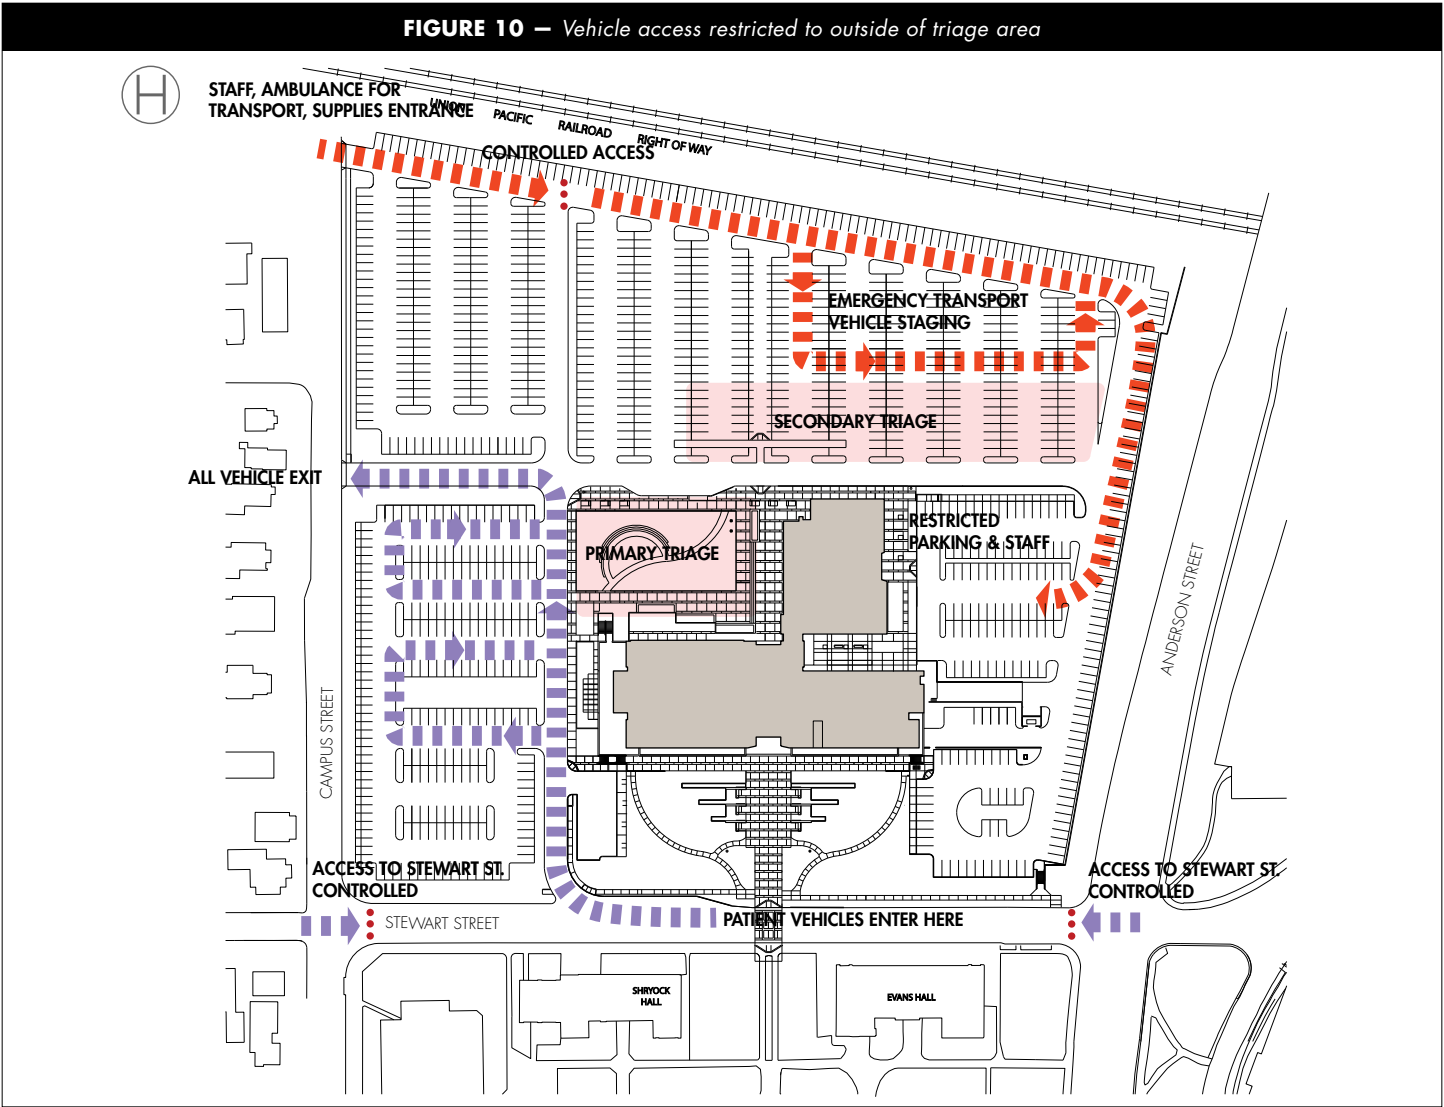 FIGURE 10 — Vehicle access restricted to outside of triage area
H
STAFF, AMBULANCE FOR
TRANSPORT, SUPPLIES ENTRANCE
UNION PACIFIC RAILROAD RIGHT OF WAY
CONTROLLED ACCESS
EMERGENCY TRANSPORT
VEHICLE STAGING
SECONDARY TRIAGE
ALL VEHICLE EXIT
RESTRICTED
PARKING & STAFF
PRIMARY TRIAGE
ANDERSON STREET
CAMPUS STREET
ACCESS TO STEWART ST.
CONTROLLED
ACCESS TO STEWART ST.
CONTROLLED
STEWART STREET
PATIENT VEHICLES ENTER HERE
SHRYOCK
HALL
EVANS HALL